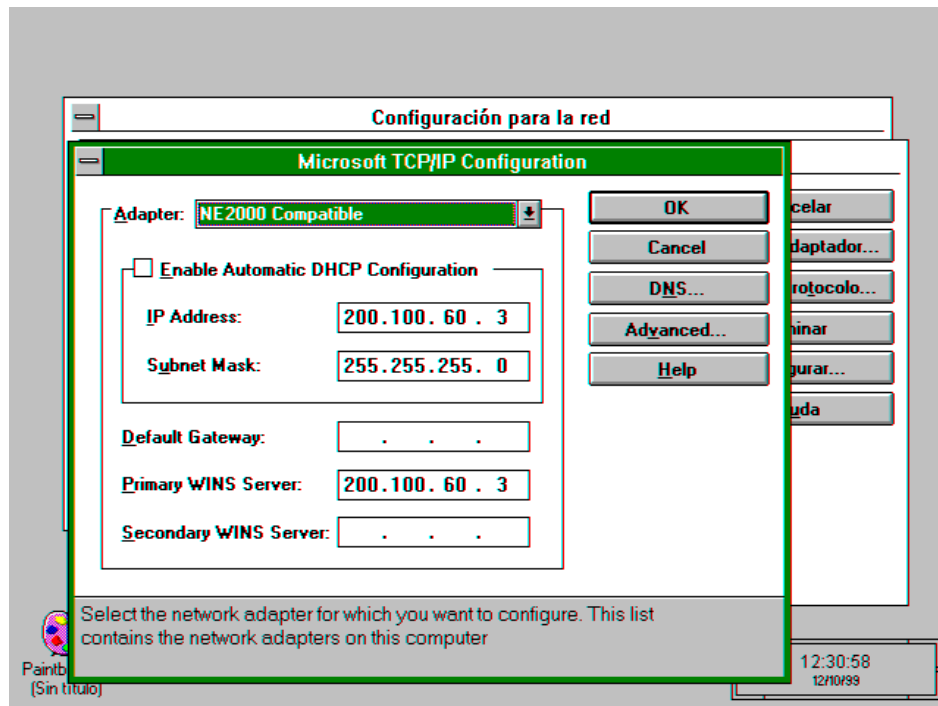 Configuración para la red
Microsoft TCP/IP Configuration
Adapter: NE2000 Compatible
OK
celar
Cancel
daptador...
Enable Automatic DHCP Configuration
DNS...
rotocolo...
IP Address: 200.100. 60 . 3
Advanced...
ninar
Subnet Mask: 255.255.255. 0
Help
gurar...
uda
Default Gateway: . . .
Primary WINS Server: 200.100. 60 . 3
Secondary WINS Server: . . .
Select the network adapter for which you want to configure. This list
contains the network adapters on this computer
Paintb
(Sin título)
12:30:58
12/10/99